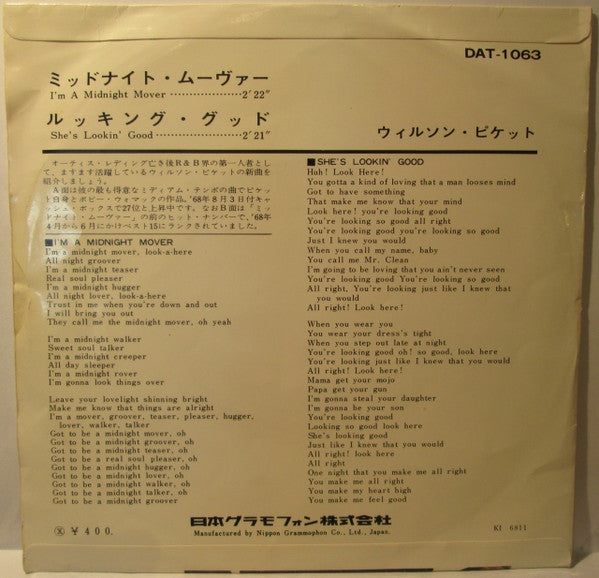 DAT-1063
ミッドナイト・ムーヴァー
I'm A Midnight Mover ·················2′22″
ルッキング・グッド
She's Lookin' Good ····················2′21″
ウィルソン・ピケット
オーティス・レディング亡き後R&B界の第一人者とし
て、ますます活躍しているウィルソン・ピケットの新曲を
紹介しましょう。
A面は彼の最も得意なミディアム・テンポの曲でピケッ
ト自身とボビー・ウォマックの作品。'68年8月3日付キャ
ッシュ・ボックスで27位と上昇中です。なおB面は「ミッ
ドナイト・ムーヴァー」の前のヒット・ナンバーで、'68年
4月から6月にかけベスト15にランクされていました。
■I'M A MIDNIGHT MOVER
I'm a midnight mover, look-a-here
All night groover
I'm a midnight teaser
Real soul pleaser
I'm a midnight hugger
All night lover, look-a-here
Trust in me when you're down and out
I will bring you out
They call me the midnight mover, oh yeah
I'm a midnight walker
Sweet soul talker
I'm a midnight creeper
All day sleeper
I'm a midnight rover
I'm gonna look things over
Leave your lovelight shinning bright
Make me know that things are alright
I'm a mover, groover, teaser, pleaser, hugger,
lover, walker, talker
Got to be a midnight mover, oh
Got to be a midnight groover, oh
Got to be a midnight teaser, oh
Got to be a real soul pleaser, oh
Got to be a midnight hugger, oh
Got to be a midnight lover, oh
Got to be a midnight walker, oh
Got to be a midnight talker, oh
Got to be a midnight groover
■SHE'S LOOKIN' GOOD
Huh! Look Here!
You gotta a kind of loving that a man looses mind
Got to have something
That make me know that your mind
Look here! you're looking good
You're looking so good all right
You're looking good you're looking so good
Just I knew you would
When you call my name, baby
You call me Mr. Clean
I'm going to be loving that you ain't never seen
You're looking good You're looking so good
All right, You're looking just like I knew that
you would
All right! Look here!
When you wear you
You wear your dress's tight
When you step out late at night
You're looking good oh! so good, look here
You're looking just like I knew that you would
All right! Look here!
Mama get your mojo
Papa get your gun
I'm gonna steal your daughter
I'm gonna be your son
You're looking good
Looking so good look here
She's looking good
Just like I knew that you would
All right! look here
All right
One night that you make me all right
You make me all right
You make my heart high
You make me feel good
Ⓧ ¥400.
日本グラモフォン株式会社
Manufactured by Nippon Grammophon Co., Ltd., Japan.
KI 6811